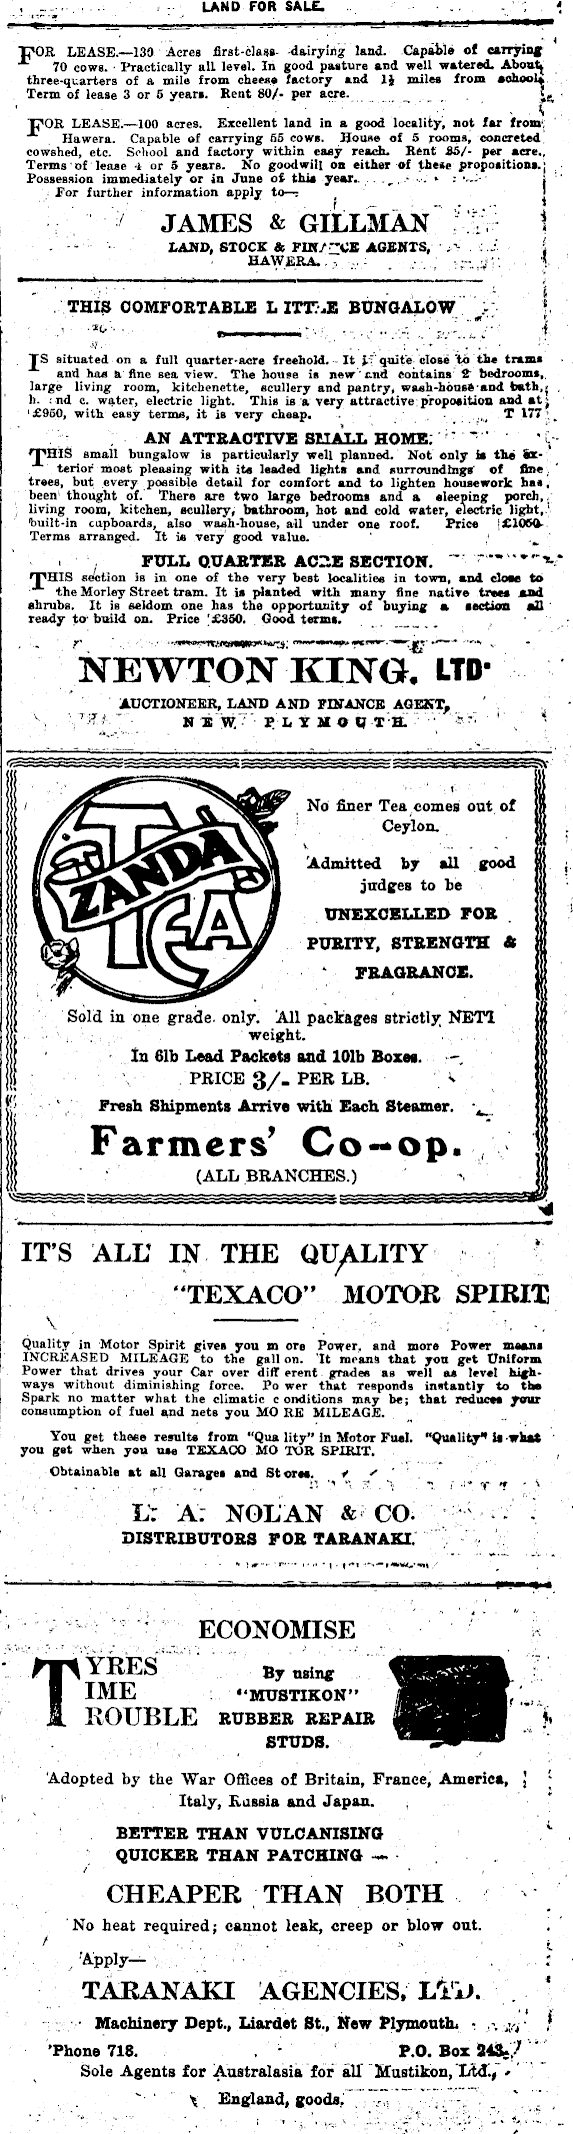 LAND FOR SALE.
FOR LEASE.—130 Acres first-class dairying land. Capable of carrying
70 cows. Practically all level. In good pasture and well watered. About
three-quarters of a mile from cheese factory and 1½ miles from school.
Term of lease 3 or 5 years. Rent 80/- per acre.
FOR LEASE.—100 acres. Excellent land in a good locality, not far from
Hawera. Capable of carrying 55 cows. House of 5 rooms, concreted
cowshed, etc. School and factory within easy reach. Rent 85/- per acre.
Terms of lease 4 or 5 years. No goodwill on either of these propositions.
Possession immediately or in June of this year.
For further information apply to—
JAMES & GILLMAN
LAND, STOCK & FINANCE AGENTS,
HAWERA.
THIS COMFORTABLE LITTLE BUNGALOW
IS situated on a full quarter-acre freehold. It is quite close to the trams
and has a fine sea view. The house is new and contains 2 bedrooms,
large living room, kitchenette, scullery and pantry, wash-house and bath,
h. and c. water, electric light. This is a very attractive proposition and at
£950, with easy terms, it is very cheap. T 177
AN ATTRACTIVE SMALL HOME.
THIS small bungalow is particularly well planned. Not only is the ex-
terior most pleasing with its leaded lights and surroundings of fine
trees, but every possible detail for comfort and to lighten housework has
been thought of. There are two large bedrooms and a sleeping porch,
living room, kitchen, scullery, bathroom, hot and cold water, electric light,
built-in cupboards, also wash-house, all under one roof. Price £1050.
Terms arranged. It is very good value.
FULL QUARTER ACRE SECTION.
THIS section is in one of the very best localities in town, and close to
the Morley Street tram. It is planted with many fine native trees and
shrubs. It is seldom one has the opportunity of buying a section all
ready to build on. Price £350. Good terms.
NEWTON KING, LTD.
AUCTIONEER, LAND AND FINANCE AGENT,
NEW PLYMOUTH.
ZANDA
TEA
No finer Tea comes out of
Ceylon.
Admitted by all good
judges to be
UNEXCELLED FOR
PURITY, STRENGTH &
FRAGRANCE.
Sold in one grade only. All packages strictly NETT
weight.
In 6lb Lead Packets and 10lb Boxes.
PRICE 3/- PER LB.
Fresh Shipments Arrive with Each Steamer.
Farmers' Co-op.
(ALL BRANCHES.)
IT'S ALL IN THE QUALITY
"TEXACO" MOTOR SPIRIT
Quality in Motor Spirit gives you more Power, and more Power means
INCREASED MILEAGE to the gallon. It means that you get Uniform
Power that drives your Car over different grades as well as level high-
ways without diminishing force. Power that responds instantly to the
Spark no matter what the climatic conditions may be; that reduces your
consumption of fuel and nets you MORE MILEAGE.
You get these results from "Quality" in Motor Fuel. "Quality" is what
you get when you use TEXACO MOTOR SPIRIT.
Obtainable at all Garages and Stores.
L. A. NOLAN & CO.
DISTRIBUTORS FOR TARANAKI.
ECONOMISE
TYRES
TIME
TROUBLE
By using
"MUSTIKON"
RUBBER REPAIR
STUDS.
Adopted by the War Offices of Britain, France, America,
Italy, Russia and Japan.
BETTER THAN VULCANISING
QUICKER THAN PATCHING —
CHEAPER THAN BOTH
No heat required; cannot leak, creep or blow out.
Apply—
TARANAKI AGENCIES, LTD.
Machinery Dept., Liardet St., New Plymouth.
'Phone 718. P.O. Box 243.
Sole Agents for Australasia for all Mustikon, Ltd.,
England, goods.